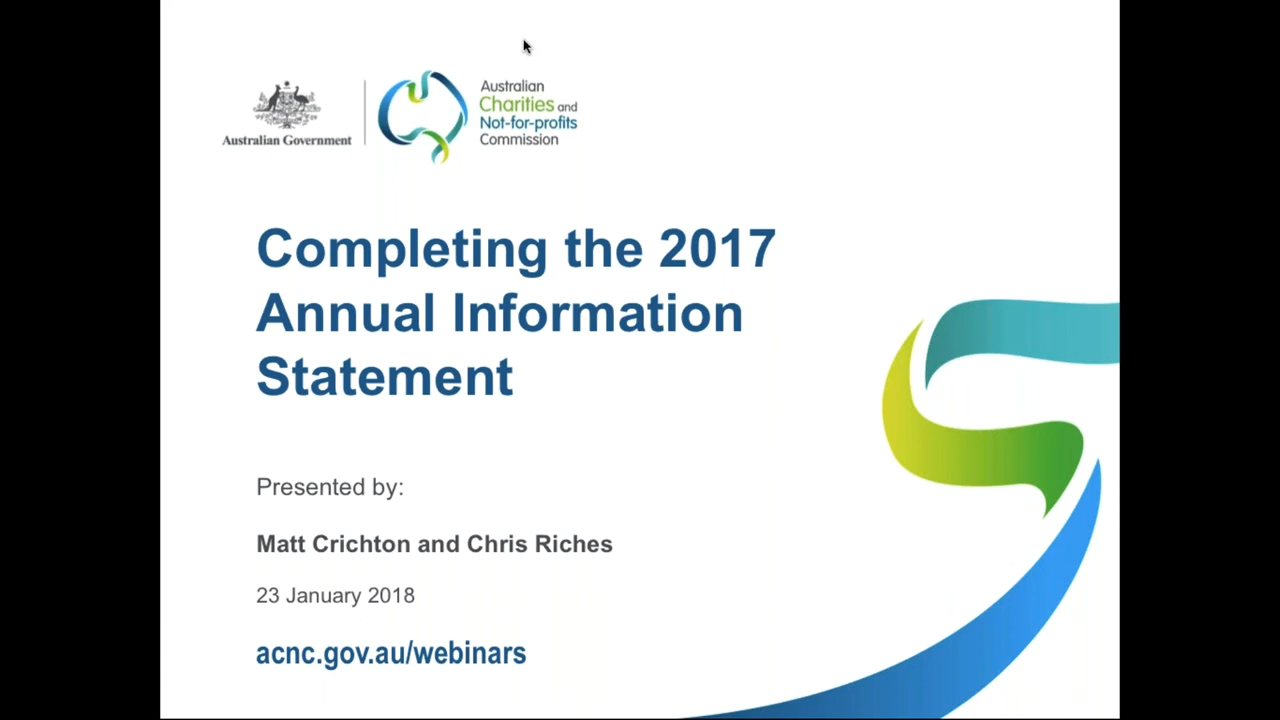 Australian Government
Australian
Charities and
Not-for-profits
Commission
Completing the 2017
Annual Information
Statement
Presented by:
Matt Crichton and Chris Riches
23 January 2018
acnc.gov.au/webinars